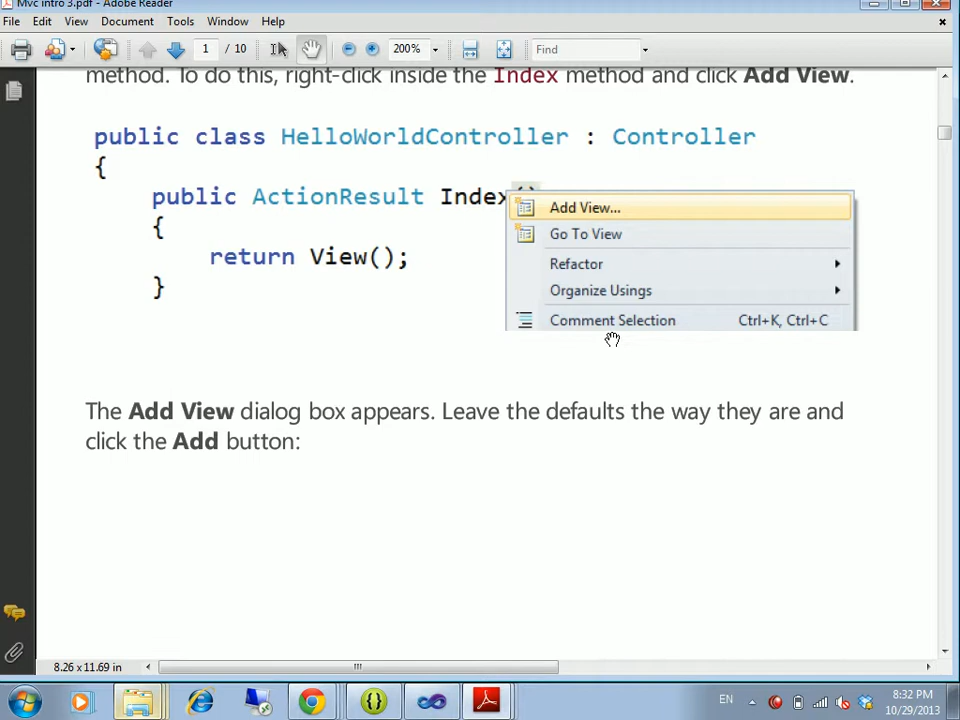 Mvc intro 3.pdf - Adobe Reader
File Edit View Document Tools Window Help
1 / 10 200% Find
method. To do this, right-click inside the Index method and click Add View.
public class HelloWorldController : Controller
{
public ActionResult Index()
{
return View();
}
Add View...
Go To View
Refactor
Organize Usings
Comment Selection Ctrl+K, Ctrl+C
The Add View dialog box appears. Leave the defaults the way they are and
click the Add button:
8.26 x 11.69 in
EN
8:32 PM
10/29/2013